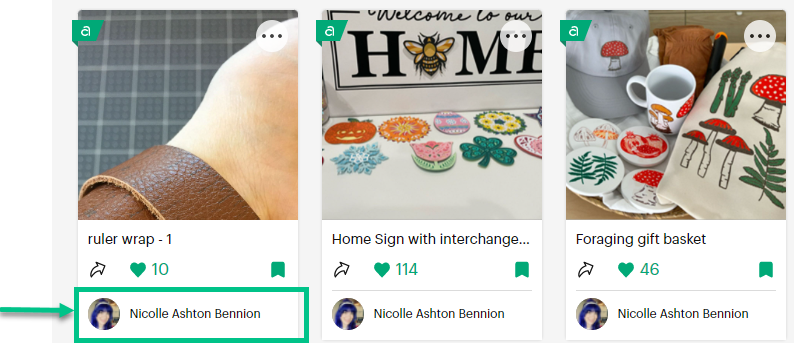 a
ruler wrap - 1
10
Nicolle Ashton Bennion
a
Welcome to our
HOME
Home Sign with interchange...
114
Nicolle Ashton Bennion
a
Foraging gift basket
46
Nicolle Ashton Bennion